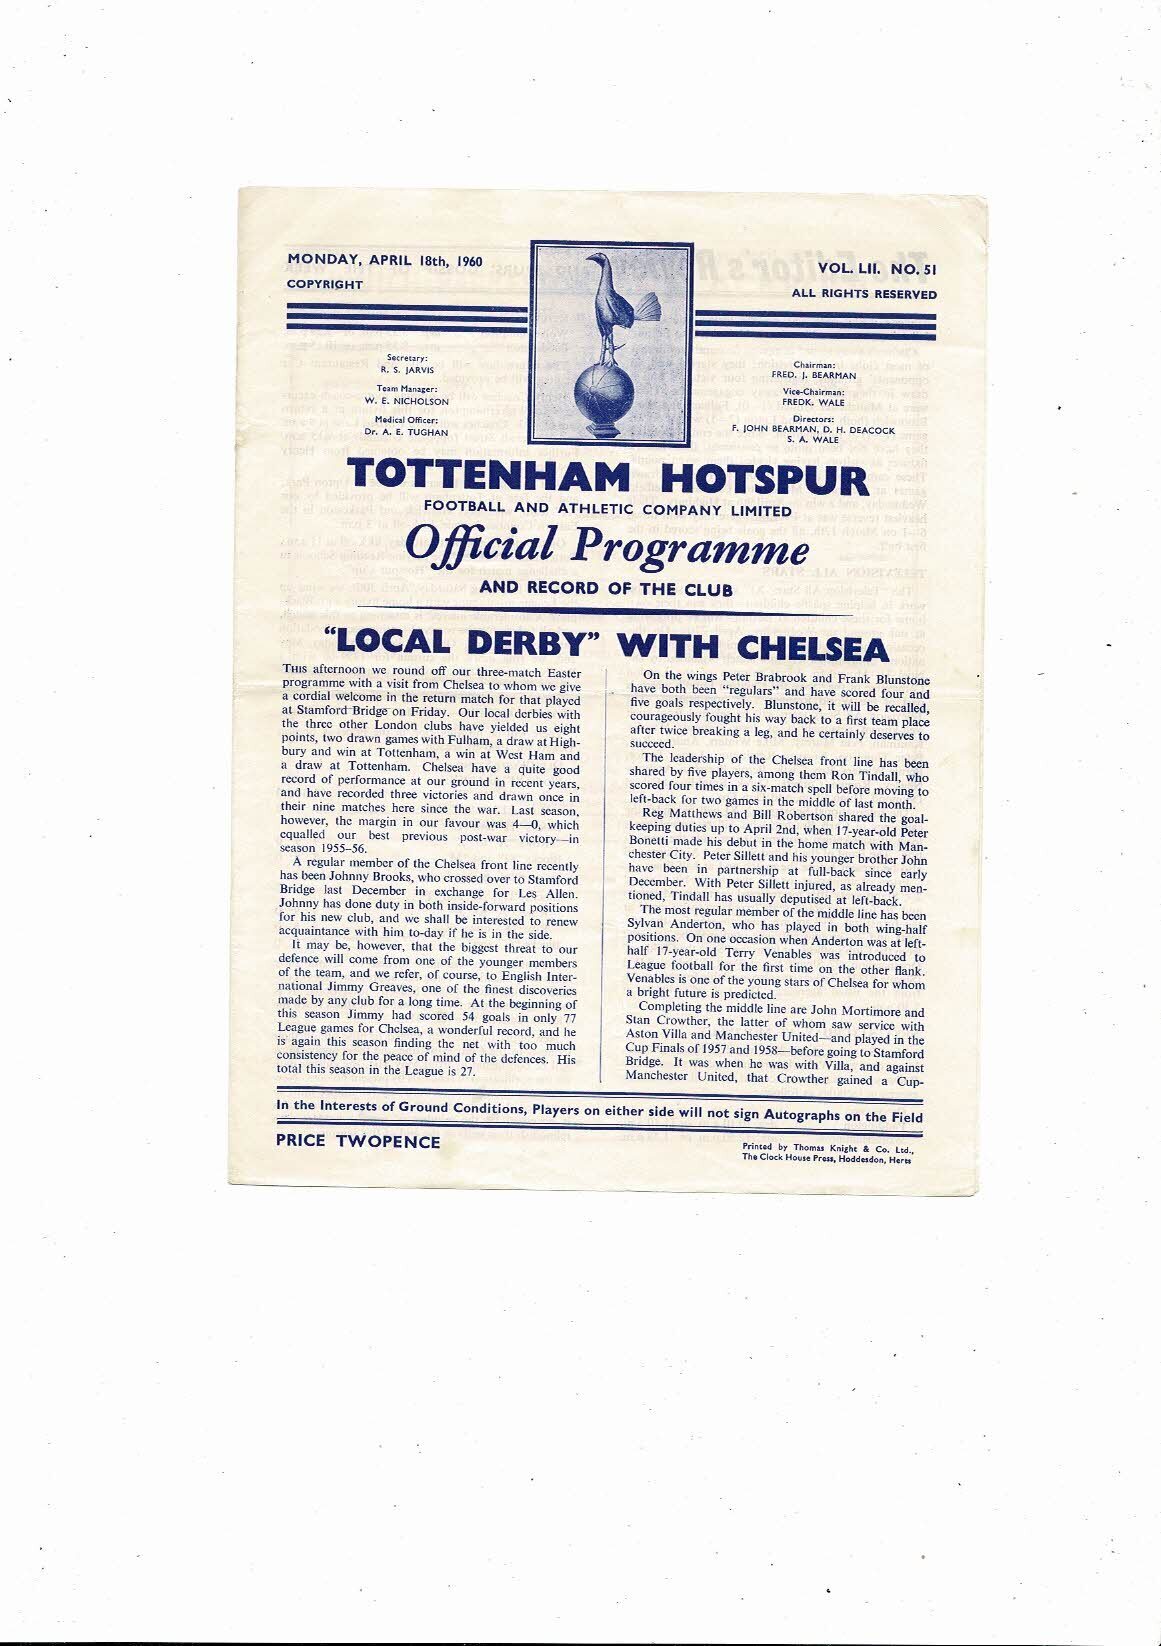 MONDAY, APRIL 18th, 1960
COPYRIGHT
VOL. LII. NO. 51
ALL RIGHTS RESERVED
Secretary:
R. S. JARVIS
Team Manager:
W. E. NICHOLSON
Medical Officer:
Dr. A. E. TUGHAN
Chairman:
FRED. J. BEARMAN
Vice-Chairman:
FREDK. WALE
Directors:
F. JOHN BEARMAN, D. H. DEACOCK
S. A. WALE
TOTTENHAM HOTSPUR
FOOTBALL AND ATHLETIC COMPANY LIMITED
Official Programme
AND RECORD OF THE CLUB
"LOCAL DERBY" WITH CHELSEA
THIS afternoon we round off our three-match Easter
programme with a visit from Chelsea to whom we give
a cordial welcome in the return match for that played
at Stamford Bridge on Friday. Our local derbies with
the three other London clubs have yielded us eight
points, two drawn games with Fulham, a draw at High-
bury and win at Tottenham, a win at West Ham and
a draw at Tottenham. Chelsea have a quite good
record of performance at our ground in recent years,
and have recorded three victories and drawn once in
their nine matches here since the war. Last season,
however, the margin in our favour was 4—0, which
equalled our best previous post-war victory—in
season 1955-56.
A regular member of the Chelsea front line recently
has been Johnny Brooks, who crossed over to Stamford
Bridge last December in exchange for Les Allen.
Johnny has done duty in both inside-forward positions
for his new club, and we shall be interested to renew
acquaintance with him to-day if he is in the side.
It may be, however, that the biggest threat to our
defence will come from one of the younger members
of the team, and we refer, of course, to English Inter-
national Jimmy Greaves, one of the finest discoveries
made by any club for a long time. At the beginning of
this season Jimmy had scored 54 goals in only 77
League games for Chelsea, a wonderful record, and he
is again this season finding the net with too much
consistency for the peace of mind of the defences. His
total this season in the League is 27.
On the wings Peter Brabrook and Frank Blunstone
have both been "regulars" and have scored four and
five goals respectively. Blunstone, it will be recalled,
courageously fought his way back to a first team place
after twice breaking a leg, and he certainly deserves to
succeed.
The leadership of the Chelsea front line has been
shared by five players, among them Ron Tindall, who
scored four times in a six-match spell before moving to
left-back for two games in the middle of last month.
Reg Matthews and Bill Robertson shared the goal-
keeping duties up to April 2nd, when 17-year-old Peter
Bonetti made his debut in the home match with Man-
chester City. Peter Sillett and his younger brother John
have been in partnership at full-back since early
December. With Peter Sillett injured, as already men-
tioned, Tindall has usually deputised at left-back.
The most regular member of the middle line has been
Sylvan Anderton, who has played in both wing-half
positions. On one occasion when Anderton was at left-
half 17-year-old Terry Venables was introduced to
League football for the first time on the other flank.
Venables is one of the young stars of Chelsea for whom
a bright future is predicted.
Completing the middle line are John Mortimore and
Stan Crowther, the latter of whom saw service with
Aston Villa and Manchester United—and played in the
Cup Finals of 1957 and 1958—before going to Stamford
Bridge. It was when he was with Villa, and against
Manchester United, that Crowther gained a Cup-
In the Interests of Ground Conditions, Players on either side will not sign Autographs on the Field
PRICE TWOPENCE
Printed by Thomas Knight & Co. Ltd.,
The Clock House Press, Hoddesdon, Herts